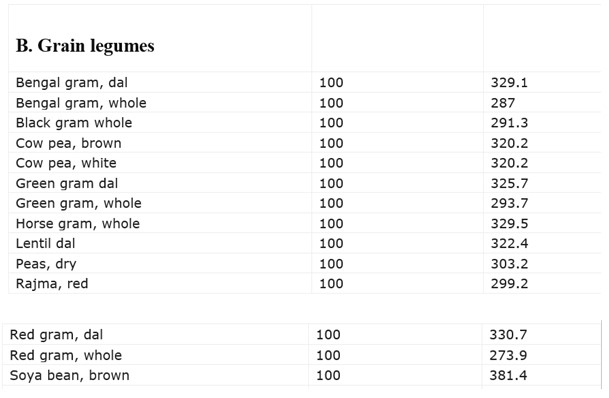 B. Grain legumes
Bengal gram, dal 100 329.1
Bengal gram, whole 100 287
Black gram whole 100 291.3
Cow pea, brown 100 320.2
Cow pea, white 100 320.2
Green gram dal 100 325.7
Green gram, whole 100 293.7
Horse gram, whole 100 329.5
Lentil dal 100 322.4
Peas, dry 100 303.2
Rajma, red 100 299.2
Red gram, dal 100 330.7
Red gram, whole 100 273.9
Soya bean, brown 100 381.4